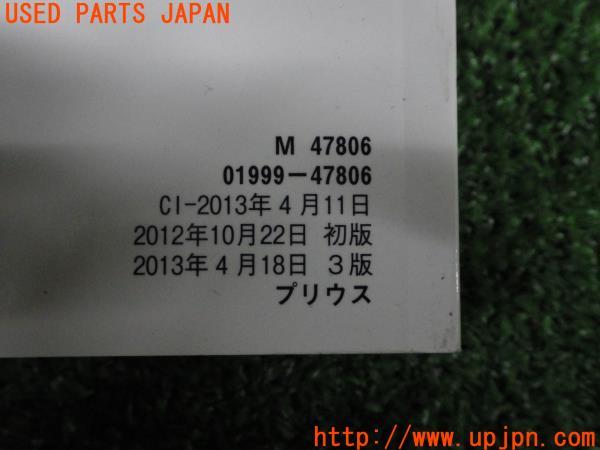 USED PARTS JAPAN
M 47806
01999-47806
CI-2013年4月11日
2012年10月22日 初版
2013年4月18日 3版
プリウス
http://www.upjpn.com/